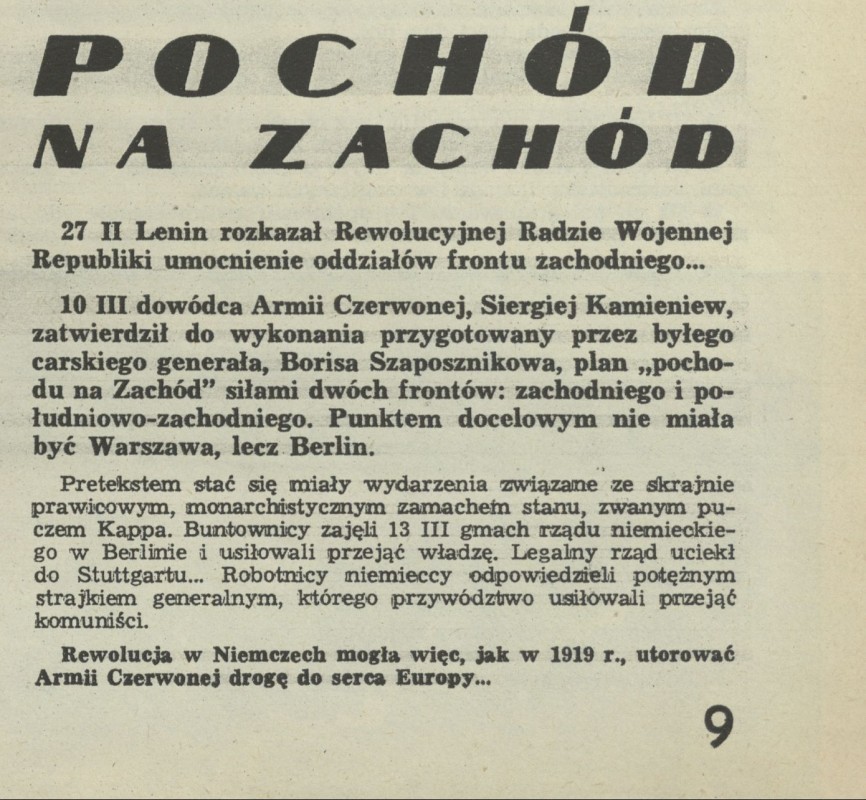 POCHÓD
NA ZACHÓD
27 II Lenin rozkazał Rewolucyjnej Radzie Wojennej
Republiki umocnienie oddziałów frontu zachodniego...
10 III dowódca Armii Czerwonej, Siergiej Kamieniew,
zatwierdził do wykonania przygotowany przez byłego
carskiego generała, Borisa Szaposznikowa, plan „pocho-
du na Zachód” siłami dwóch frontów: zachodniego i po-
łudniowo-zachodniego. Punktem docelowym nie miała
być Warszawa, lecz Berlin.
Pretekstem stać się miały wydarzenia związane ze skrajnie
prawicowym, monarchistycznym zamachem stanu, zwanym pu-
czem Kappa. Buntownicy zajęli 13 III gmach rządu niemieckie-
go w Berlinie i usiłowali przejąć władzę. Legalny rząd uciekł
do Stuttgartu... Robotnicy niemieccy odpowiedzieli potężnym
strajkiem generalnym, którego przywództwo usiłowali przejąć
komuniści.
Rewolucja w Niemczech mogła więc, jak w 1919 r., utorować
Armii Czerwonej drogę do serca Europy...
9